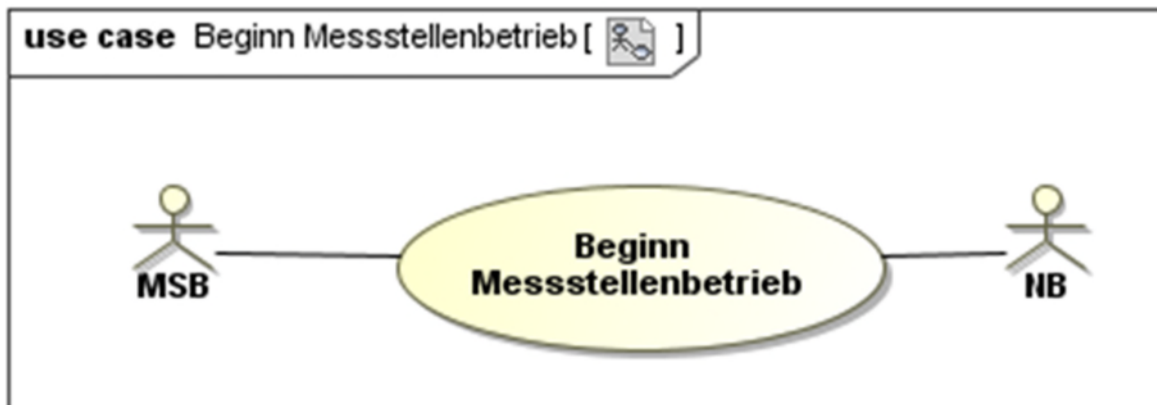 use case Beginn Messstellenbetrieb [ ]
Beginn
Messstellenbetrieb
MSB
NB